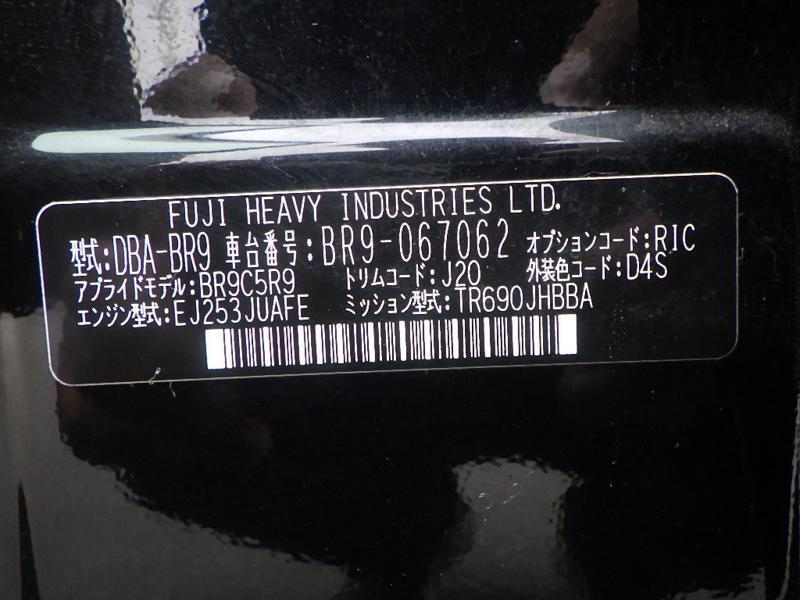 FUJI HEAVY INDUSTRIES LTD.
型式:DBA-BR9 車台番号:BR9-067062 オプションコード:RIC
アプライドモデル:BR9C5R9 トリムコード:J20 外装色コード:D4S
エンジン型式:EJ253JUAFE ミッション型式:TR690JHBBA